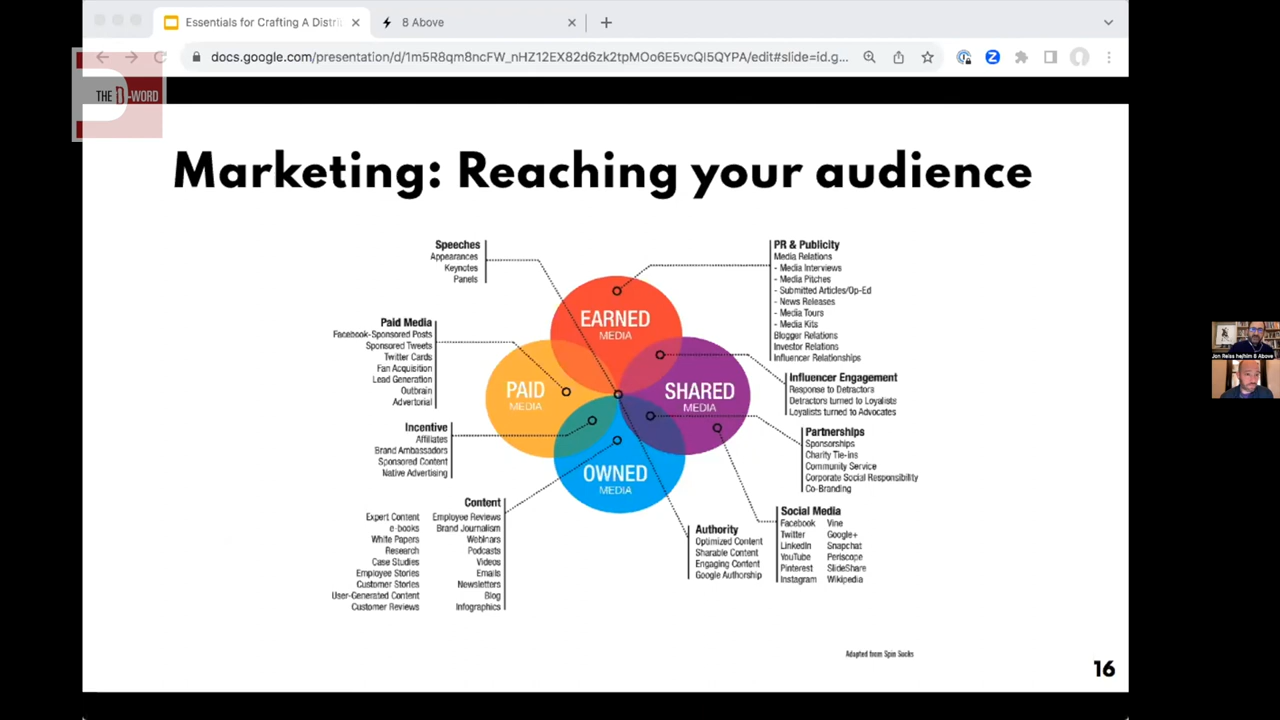 Essentials for Crafting A Distri
8 Above
docs.google.com/presentation/d/1m5R8qm8ncFW_nHZ12EX82d6zk2tpMOo6E5vcQI5QYPA/edit#slide=id.g...
THE D-WORD
Marketing: Reaching your audience
Speeches
Appearances
Keynotes
Panels
PR & Publicity
Media Relations
- Media Interviews
- Media Pitches
- Submitted Articles/Op-Ed
- News Releases
- Media Tours
- Media Kits
Blogger Relations
Investor Relations
Influencer Relationships
EARNED
MEDIA
Paid Media
Facebook-Sponsored Posts
Sponsored Tweets
Twitter Cards
Fan Acquisition
Lead Generation
Outbrain
Advertorial
PAID
MEDIA
SHARED
MEDIA
Influencer Engagement
Response to Detractors
Detractors turned to Loyalists
Loyalists turned to Advocates
Incentive
Affiliates
Brand Ambassadors
Sponsored Content
Native Advertising
Partnerships
Sponsorships
Charity Tie-ins
Community Service
Corporate Social Responsibility
Co-Branding
OWNED
MEDIA
Content
Expert Content Employee Reviews
e-books Brand Journalism
White Papers Webinars
Research Podcasts
Case Studies Videos
Employee Stories Emails
Customer Stories Newsletters
User-Generated Content Blog
Customer Reviews Infographics
Authority
Optimized Content
Sharable Content
Engaging Content
Google Authorship
Social Media
Facebook Vine
Twitter Google+
LinkedIn Snapchat
YouTube Periscope
Pinterest SlideShare
Instagram Wikipedia
Adapted from Spin Sucks
16
Jon Reiss he/him 8 Above